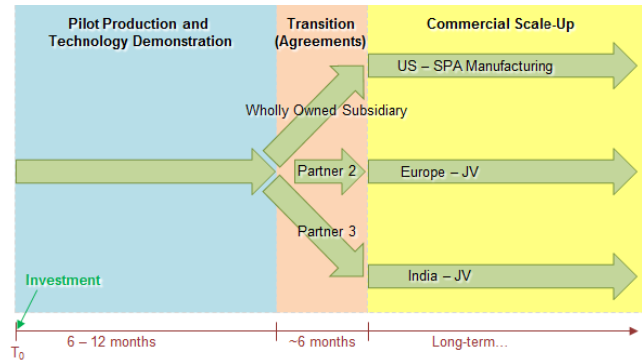 Pilot Production and
Technology Demonstration
Transition
(Agreements)
Commercial Scale-Up
US – SPA Manufacturing
Wholly Owned Subsidiary
Partner 2
Europe – JV
Partner 3
India – JV
Investment
T0
6 – 12 months
~6 months
Long-term...